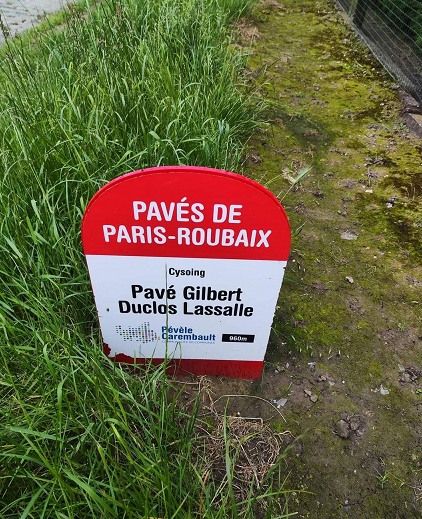 PAVÉS DE
PARIS-ROUBAIX
Cysoing
Pavé Gilbert
Duclos Lassalle
Pévèle
Carembault
960m